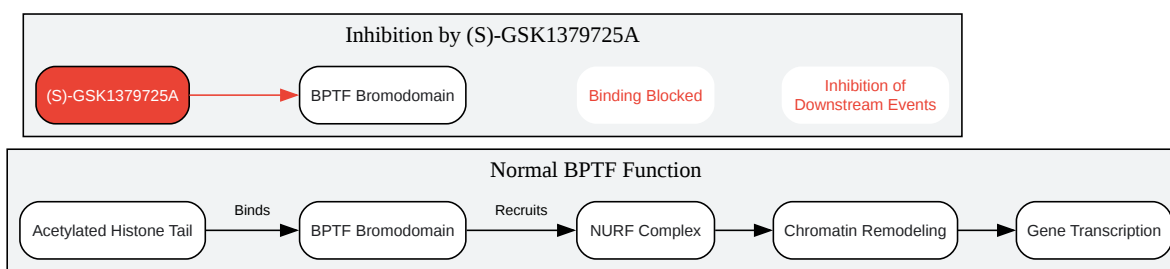 Inhibition by (S)-GSK1379725A
(S)-GSK1379725A
BPTF Bromodomain
Binding Blocked
Inhibition of
Downstream Events
Normal BPTF Function
Acetylated Histone Tail
Binds
BPTF Bromodomain
Recruits
NURF Complex
Chromatin Remodeling
Gene Transcription